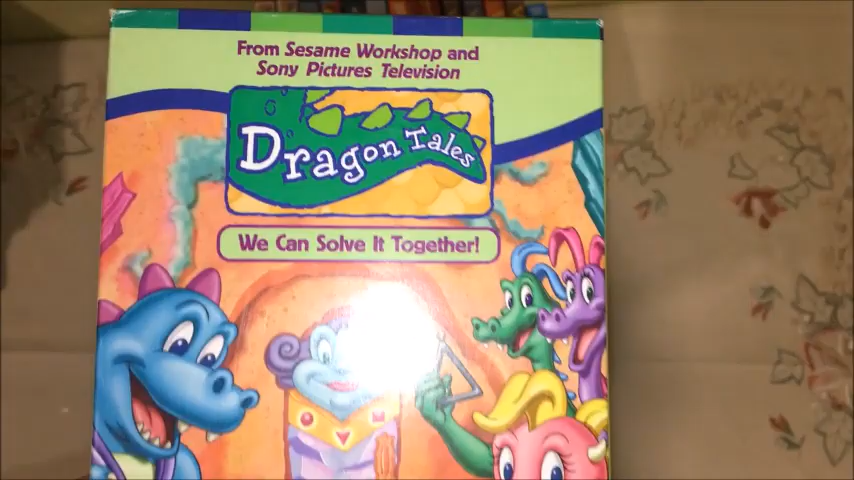 From Sesame Workshop and
Sony Pictures Television
Dragon Tales
We Can Solve It Together!